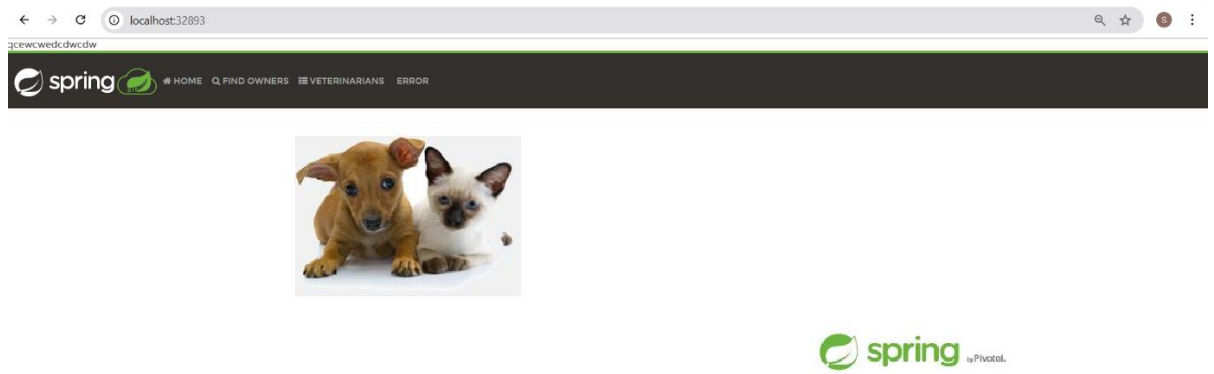 localhost:32893
qcewcwedcdwcdw
spring HOME FIND OWNERS VETERINARIANS ERROR
spring by Pivotal.